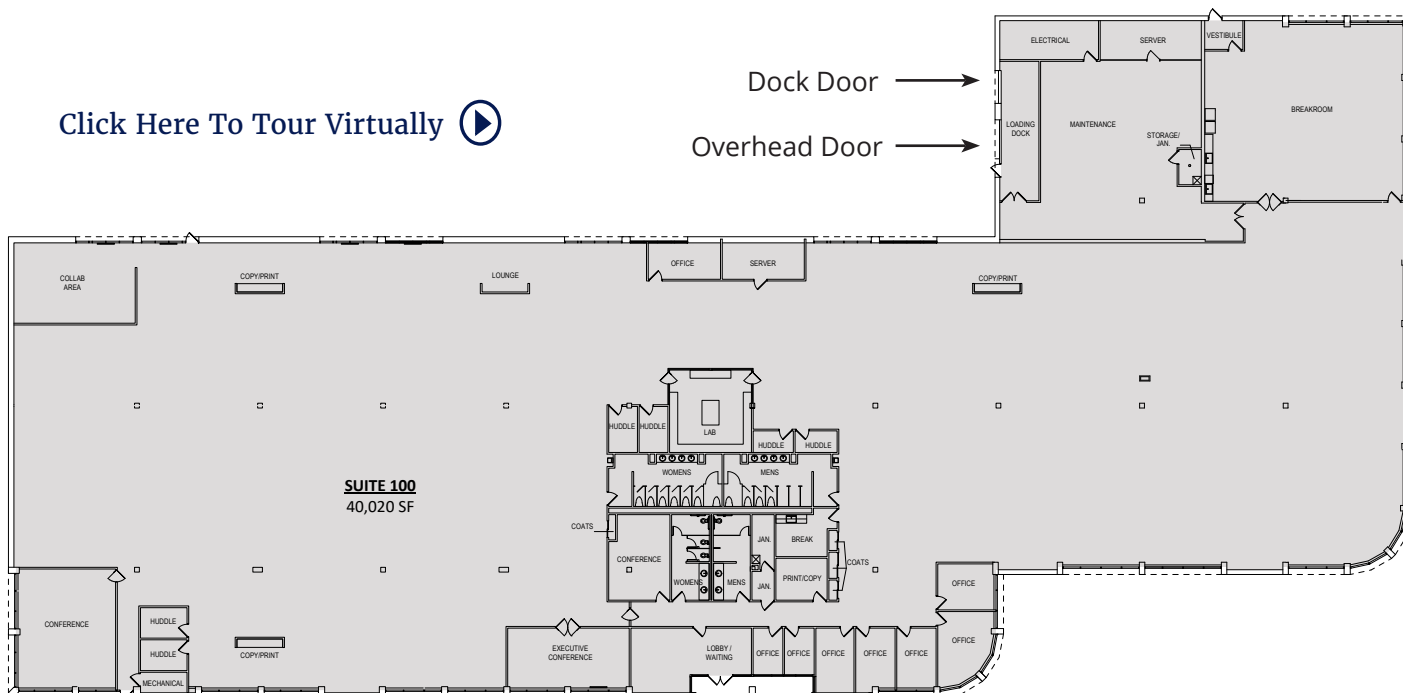 ELECTRICAL
SERVER
VESTIBULE
Dock Door
Click Here To Tour Virtually
BREAKROOM
LOADING
DOCK
MAINTENANCE
STORAGE/
JAN.
Overhead Door
COLLAB
AREA
COPY/PRINT
LOUNGE
OFFICE
SERVER
COPY/PRINT
HUDDLE
HUDDLE
LAB
HUDDLE
HUDDLE
WOMENS
MENS
SUITE 100
40,020 SF
COATS
CONFERENCE
WOMENS
MENS
JAN.
JAN.
BREAK
PRINT/COPY
COATS
OFFICE
CONFERENCE
HUDDLE
HUDDLE
MECHANICAL
COPY/PRINT
EXECUTIVE
CONFERENCE
LOBBY /
WAITING
OFFICE
OFFICE
OFFICE
OFFICE
OFFICE
OFFICE